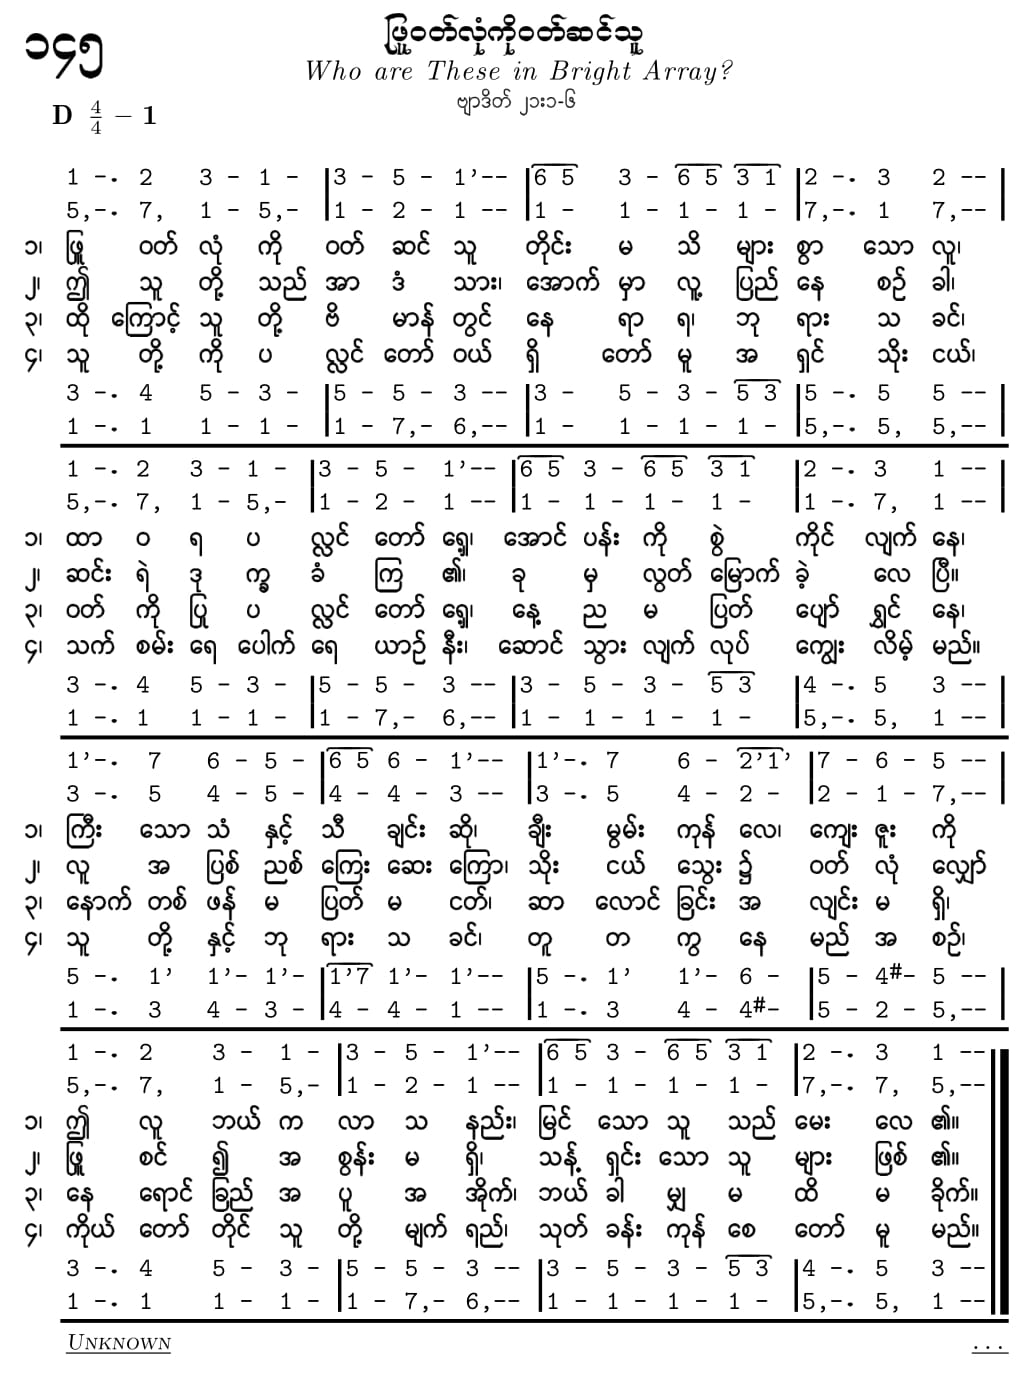 ၁၄၅
ဖြူဝတ်လုံကိုဝတ်ဆင်သူ
Who are These in Bright Array?
ဗျာဒိတ် ၂၁း၁-၆
D 4/4 – 1
1 -. 2 3 - 1 - |3 - 5 - 1’-- |6 5 3 - 6 5 3 1 |2 -. 3 2 -- |
5,-. 7, 1 - 5,- |1 - 2 - 1 -- |1 - 1 - 1 - 1 - |7,-. 1 7,-- |
၁၊ ဖြူ ဝတ် လုံ ကို ဝတ် ဆင် သူ တိုင်း မ သိ များ စွာ သော လူ၊
၂၊ ဤ သူ တို့ သည် အာ ဒံ သား၊ အောက် မှာ လူ့ ပြည် နေ စဉ် ခါ၊
၃၊ ထို ကြောင့် သူ တို့ ဗိ မာန် တွင် နေ ရာ ရ၊ ဘု ရား သ ခင်၊
၄၊ သူ တို့ ကို ပ လ္လင် တော် ဝယ် ရှိ တော် မူ အ ရှင် သိုး ငယ်၊
3 -. 4 5 - 3 - |5 - 5 - 3 -- |3 - 5 - 3 - 5 3 |5 -. 5 5 -- |
1 -. 1 1 - 1 - |1 - 7,- 6,-- |1 - 1 - 1 - 1 - |5,-. 5, 5,-- |
1 -. 2 3 - 1 - |3 - 5 - 1’-- |6 5 3 - 6 5 3 1 |2 -. 3 1 -- |
5,-. 7, 1 - 5,- |1 - 2 - 1 -- |1 - 1 - 1 - 1 - |1 -. 7, 1 -- |
၁၊ ထာ ဝ ရ ပ လ္လင် တော် ရှေ့၊ အောင် ပန်း ကို စွဲ ကိုင် လျက် နေ၊
၂၊ ဆင်း ရဲ ဒု က္ခ ခံ ကြ ၏၊ ခု မှ လွတ် မြောက် ခဲ့ လေ ပြီ။
၃၊ ဝတ် ကို ပြု ပ လ္လင် တော် ရှေ့၊ နေ့ ည မ ပြတ် ပျော် ရွှင် နေ၊
၄၊ သက် စမ်း ရေ ပေါက် ရေ ယာဉ် နီး၊ ဆောင် သွား လျက် လုပ် ကျွေး လိမ့် မည်။
3 -. 4 5 - 3 - |5 - 5 - 3 -- |3 - 5 - 3 - 5 3 |4 -. 5 3 -- |
1 -. 1 1 - 1 - |1 - 7,- 6,-- |1 - 1 - 1 - 1 - |5,-. 5, 1 -- |
1’-. 7 6 - 5 - |6 5 6 - 1’-- |1’-. 7 6 - 2’1’ |7 - 6 - 5 -- |
3 -. 5 4 - 5 - |4 - 4 - 3 -- |3 -. 5 4 - 2 - |2 - 1 - 7,-- |
၁၊ ကြီး သော သံ နှင့် သီ ချင်း ဆို၊ ချီး မွမ်း ကုန် လေ၊ ကျေး ဇူး ကို
၂၊ လူ အ ပြစ် ညစ် ကြေး ဆေး ကြော၊ သိုး ငယ် သွေး ၌ ဝတ် လုံ လျှော်
၃၊ နောက် တစ် ဖန် မ ပြတ် မ ငတ်၊ ဆာ လောင် ခြင်း အ လျင်း မ ရှိ၊
၄၊ သူ တို့ နှင့် ဘု ရား သ ခင်၊ တူ တ ကွ နေ မည် အ စဉ်၊
5 -. 1’ 1’- 1’- |1’7 1’- 1’-- |5 -. 1’ 1’- 6 - |5 - 4#- 5 -- |
1 -. 3 4 - 3 - |4 - 4 - 1 -- |1 -. 3 4 - 4#- |5 - 2 - 5,-- |
1 -. 2 3 - 1 - |3 - 5 - 1’-- |6 5 3 - 6 5 3 1 |2 -. 3 1 --
5,-. 7, 1 - 5,- |1 - 2 - 1 -- |1 - 1 - 1 - 1 - |7,-. 7, 5,--
၁၊ ဤ လူ ဘယ် က လာ သ နည်း၊ မြင် သော သူ သည် မေး လေ ၏။
၂၊ ဖြူ စင် ၍ အ စွန်း မ ရှိ၊ သန့် ရှင်း သော သူ များ ဖြစ် ၏။
၃၊ နေ ရောင် ခြည် အ ပူ အ အိုက်၊ ဘယ် ခါ မျှ မ ထိ မ ခိုက်။
၄၊ ကိုယ် တော် တိုင် သူ တို့ မျက် ရည်၊ သုတ် ခန်း ကုန် စေ တော် မူ မည်။
3 -. 4 5 - 3 - |5 - 5 - 3 -- |3 - 5 - 3 - 5 3 |4 -. 5 3 --
1 -. 1 1 - 1 - |1 - 7,- 6,-- |1 - 1 - 1 - 1 - |5,-. 5, 1 --
UNKNOWN ...